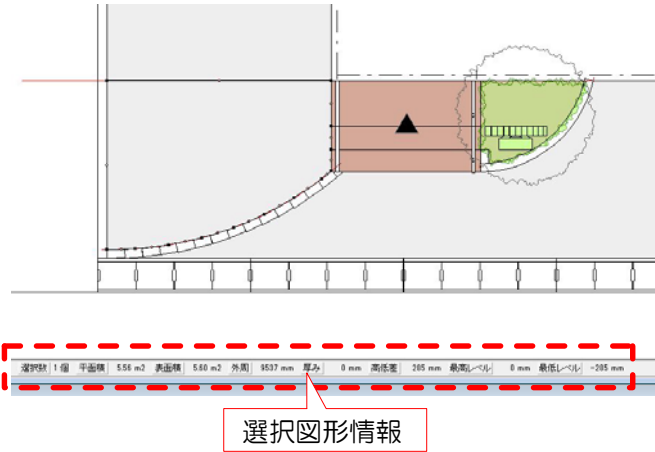 選択数 1 個 平面積 5.56 m2 表面積 5.60 m2 外周 9537 mm 厚み 0 mm 高低差 205 mm 最高レベル 0 mm 最低レベル -205 mm
選択図形情報